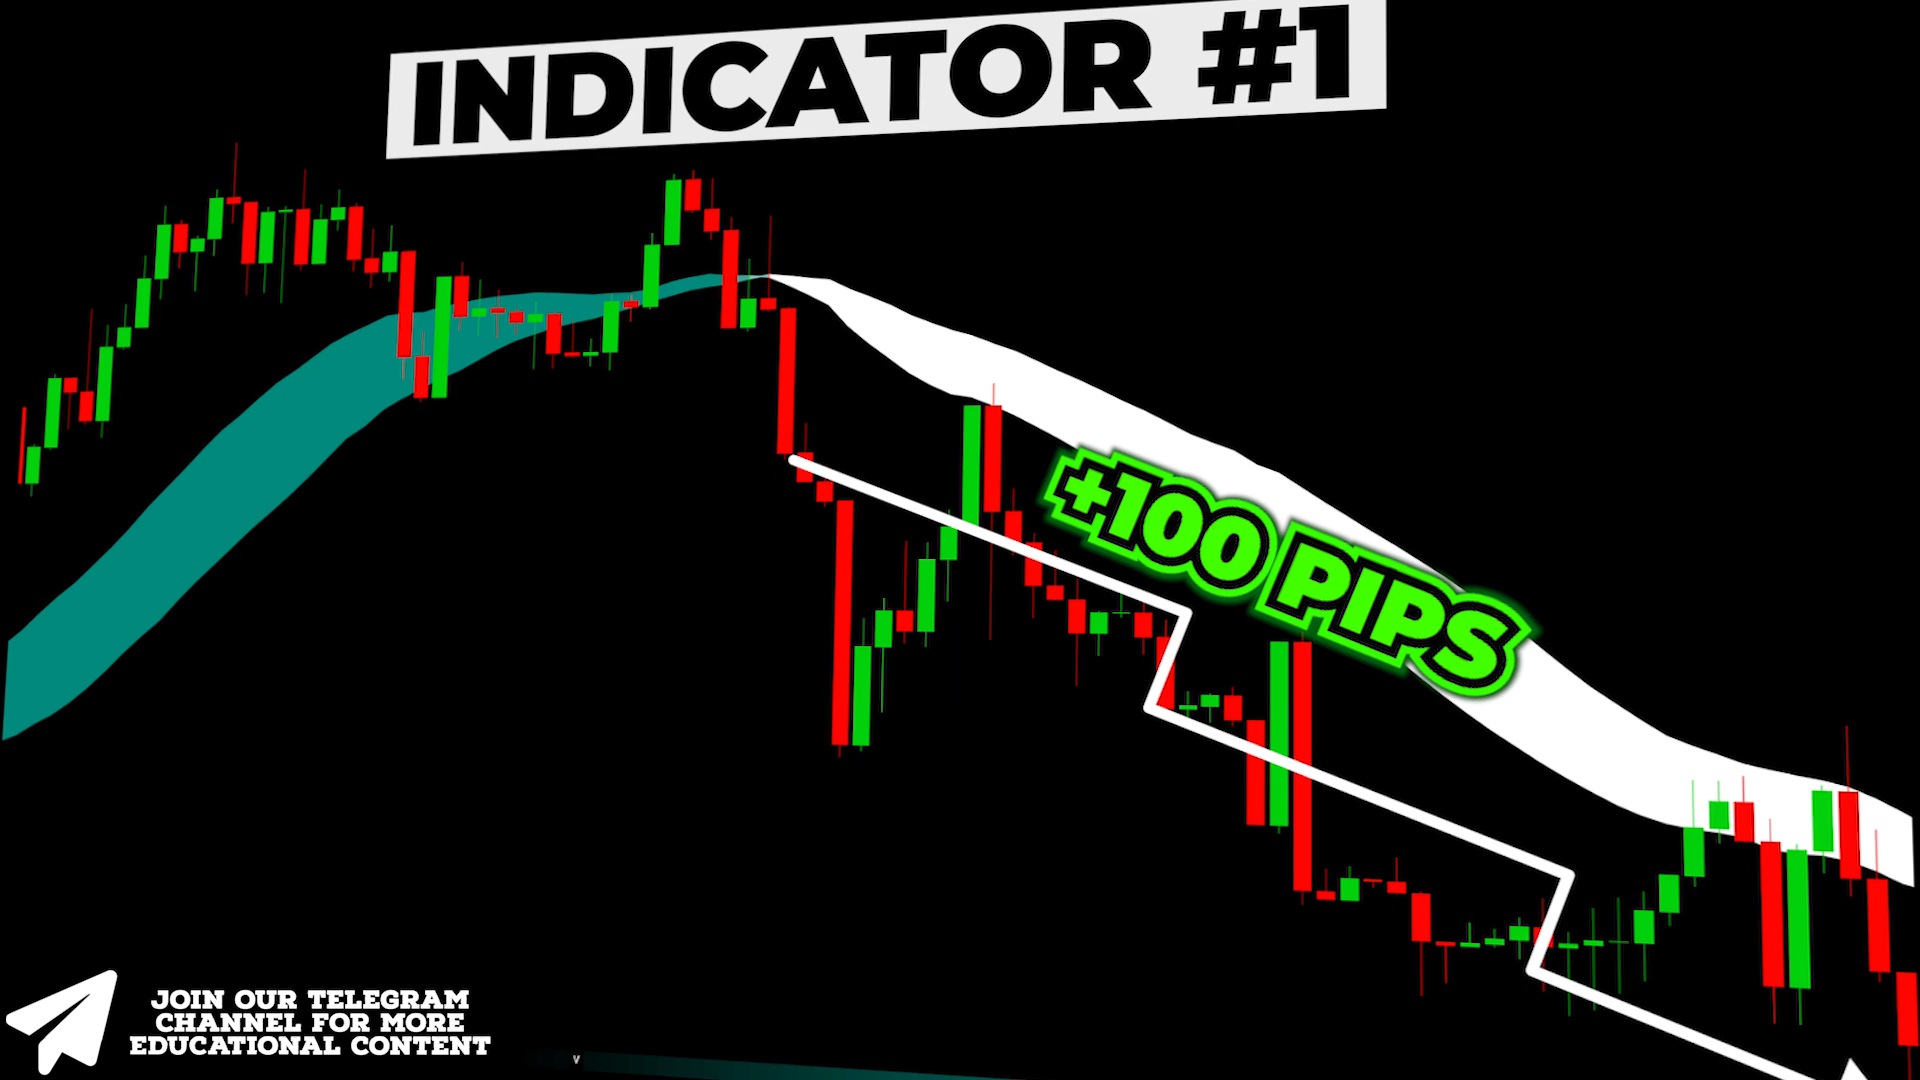 INDICATOR #1
+100 PIPS
JOIN OUR TELEGRAM
CHANNEL FOR MORE
EDUCATIONAL CONTENT
V